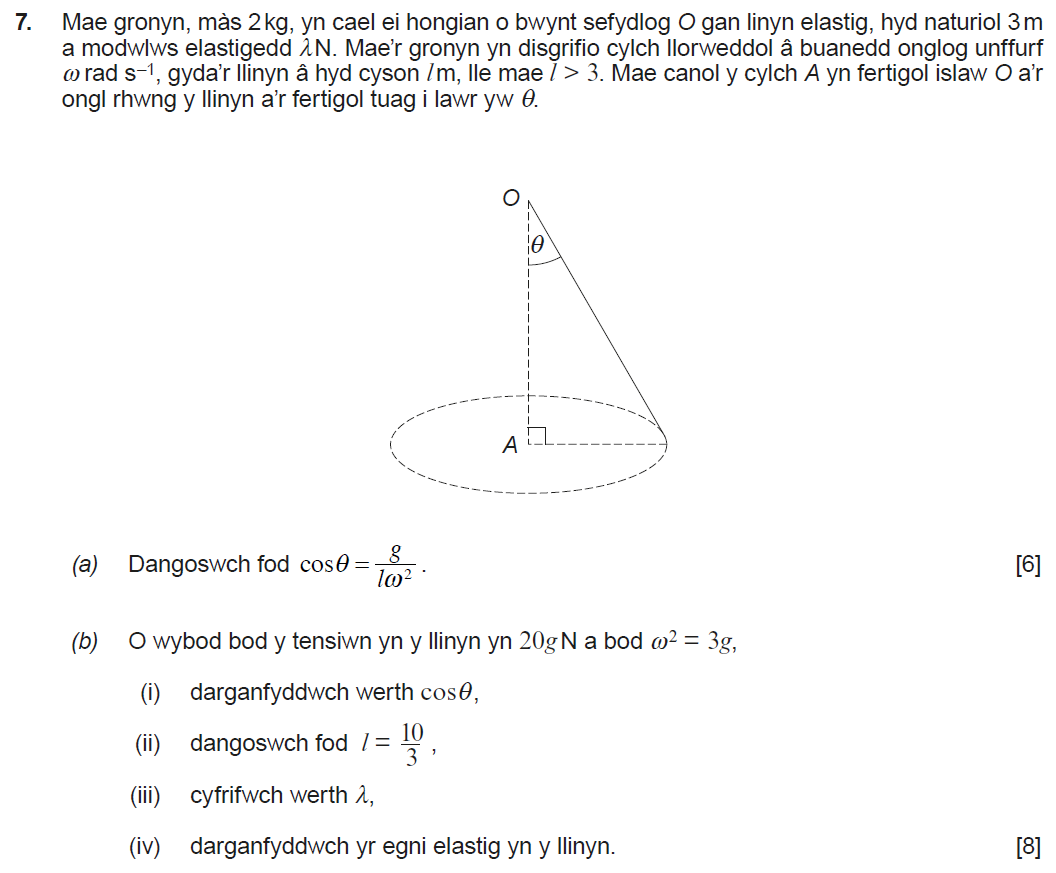 7. Mae gronyn, màs 2 kg, yn cael ei hongian o bwynt sefydlog O gan linyn elastig, hyd naturiol 3 m
a modwlws elastigedd λ N. Mae'r gronyn yn disgrifio cylch llorweddol â buanedd onglog unffurf
ω rad s⁻¹, gyda'r llinyn â hyd cyson l m, lle mae l > 3. Mae canol y cylch A yn fertigol islaw O a'r
ongl rhwng y llinyn a'r fertigol tuag i lawr yw θ.
O
θ
A
(a) Dangoswch fod cosθ = g/(lω²). [6]
(b) O wybod bod y tensiwn yn y llinyn yn 20g N a bod ω² = 3g,
(i) darganfyddwch werth cosθ,
(ii) dangoswch fod l = 10/3,
(iii) cyfrifwch werth λ,
(iv) darganfyddwch yr egni elastig yn y llinyn. [8]